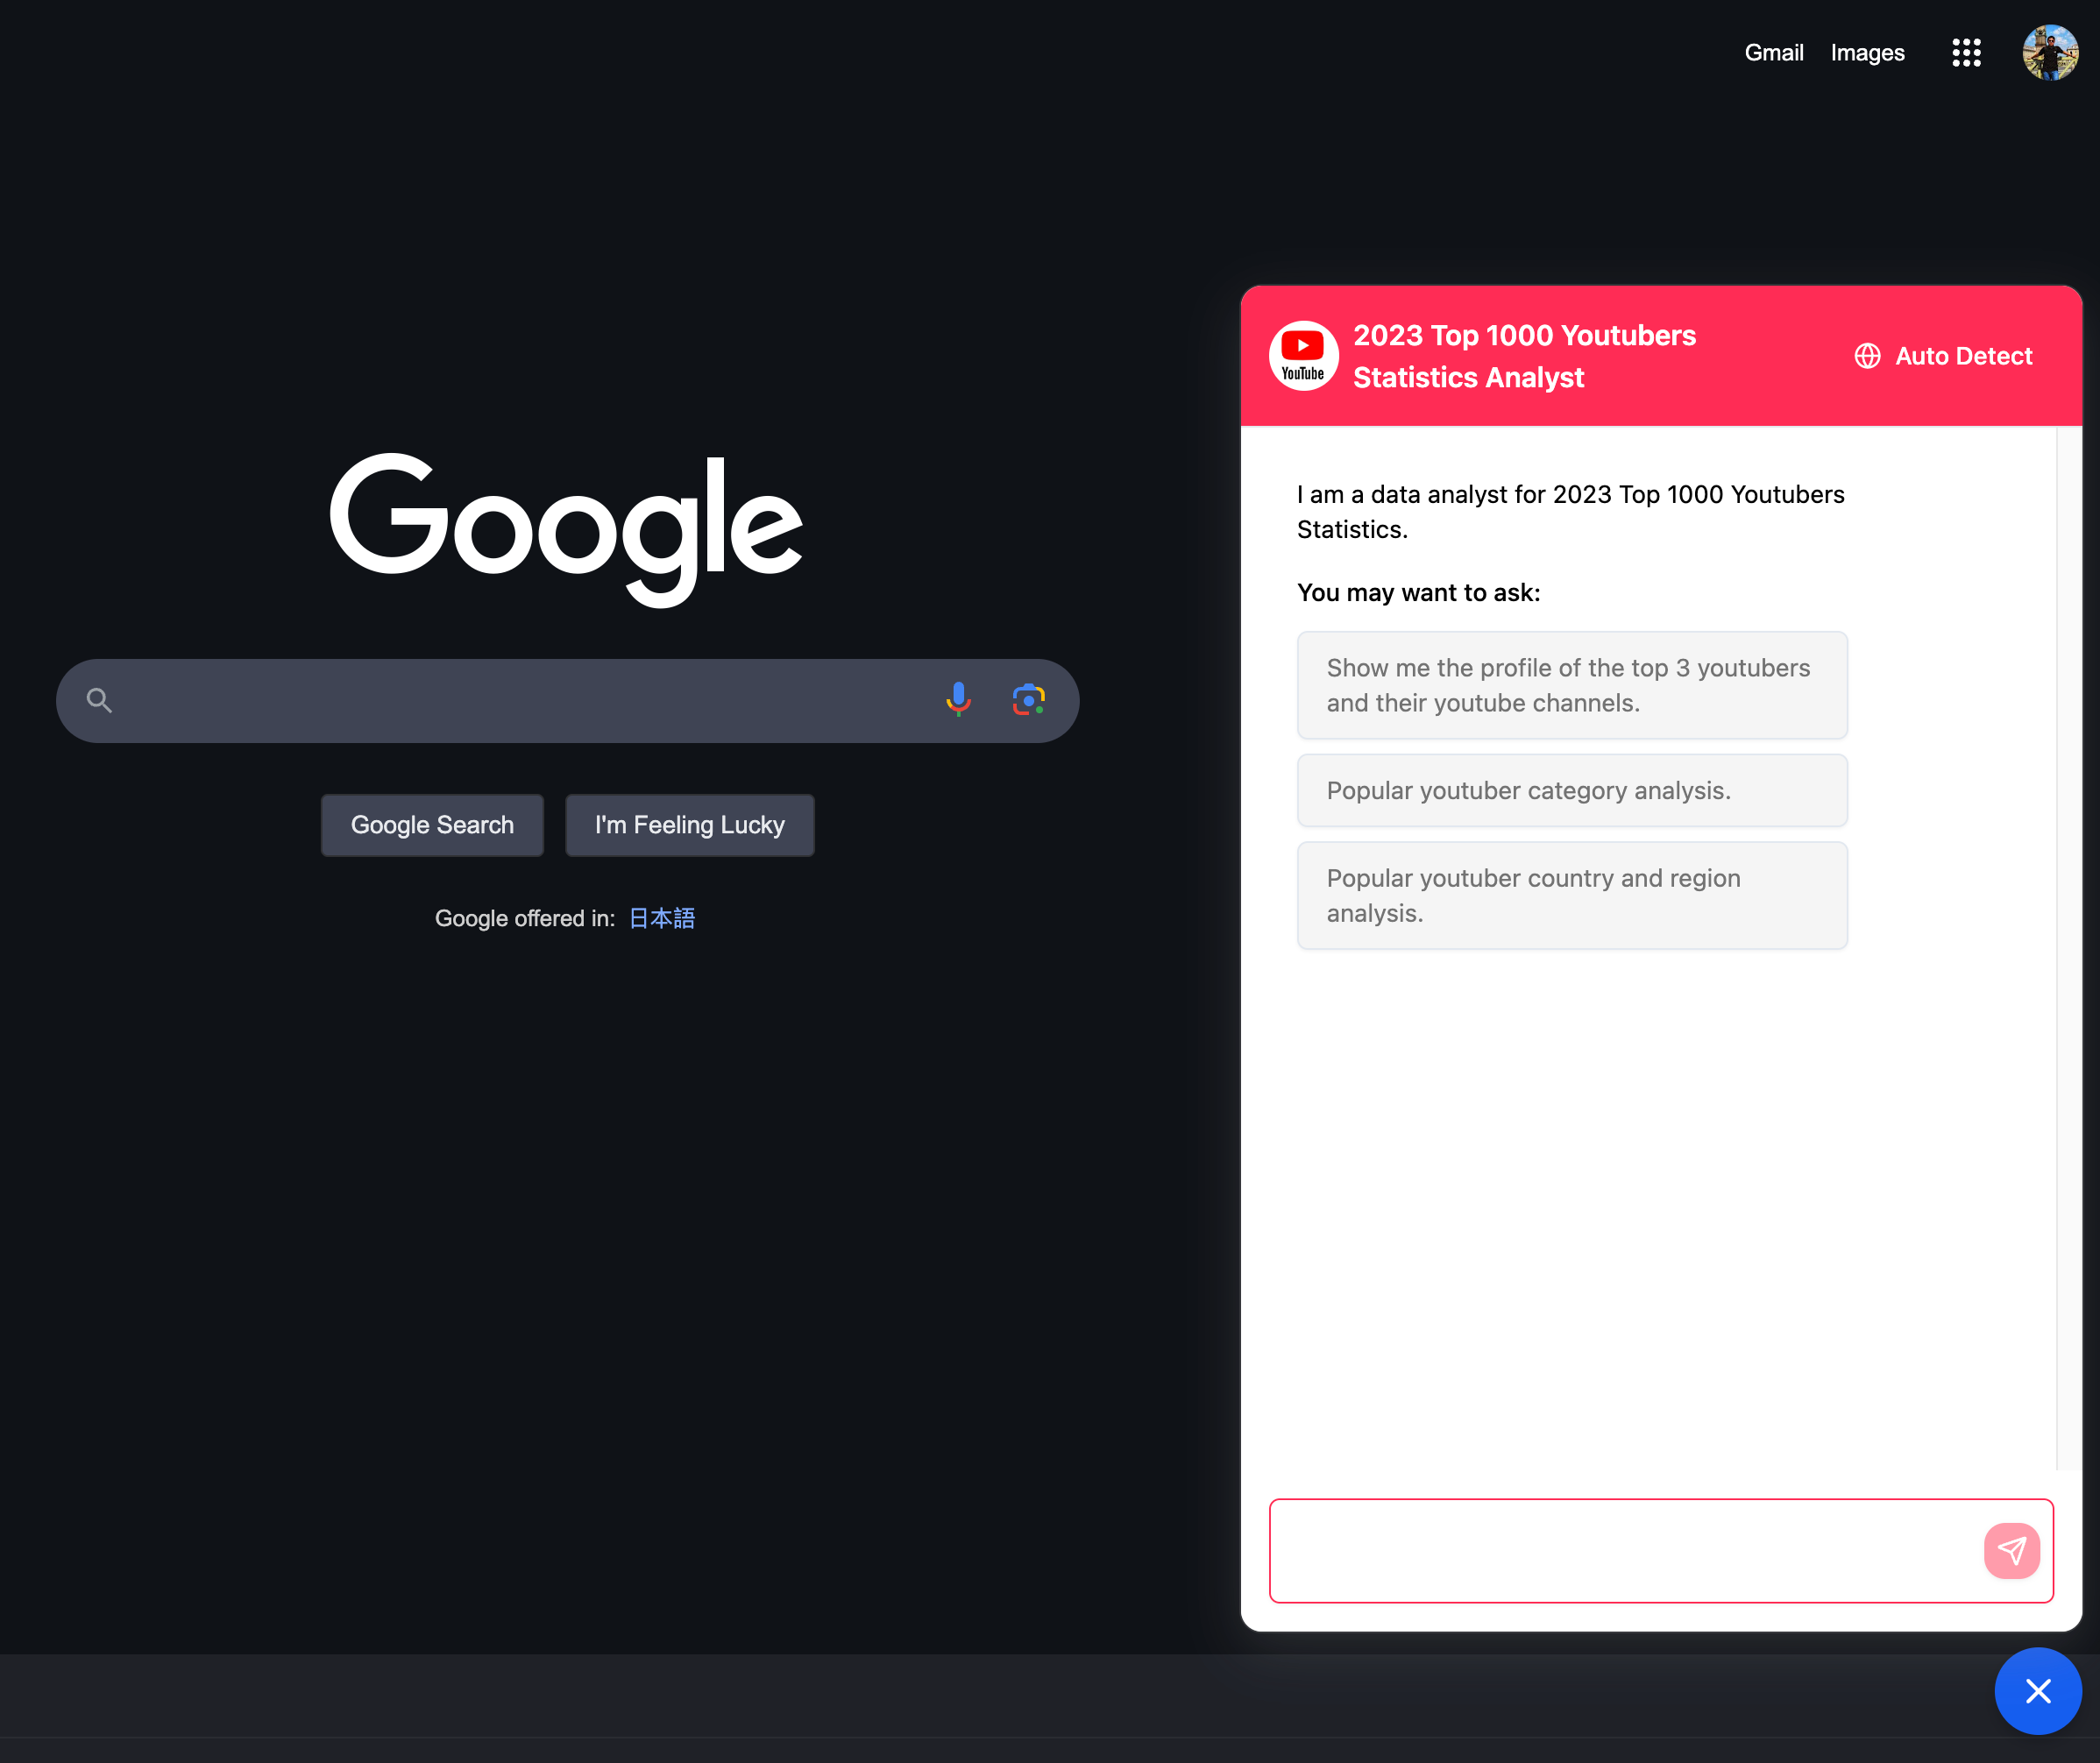 Gmail Images
Google
Google Search I'm Feeling Lucky
Google offered in: 日本語
YouTube
2023 Top 1000 Youtubers
Statistics Analyst
Auto Detect
I am a data analyst for 2023 Top 1000 Youtubers
Statistics.
You may want to ask:
Show me the profile of the top 3 youtubers
and their youtube channels.
Popular youtuber category analysis.
Popular youtuber country and region
analysis.